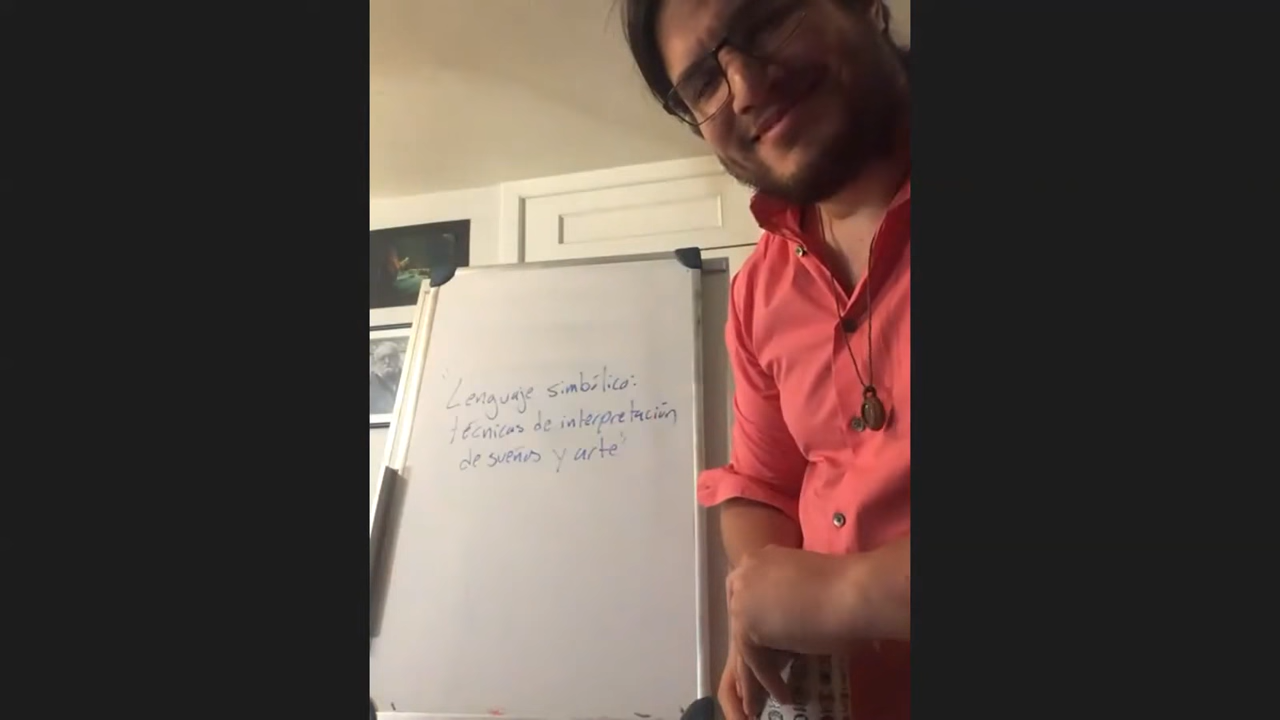 "Lenguaje simbólico:
técnicas de interpretación
de sueños y arte"